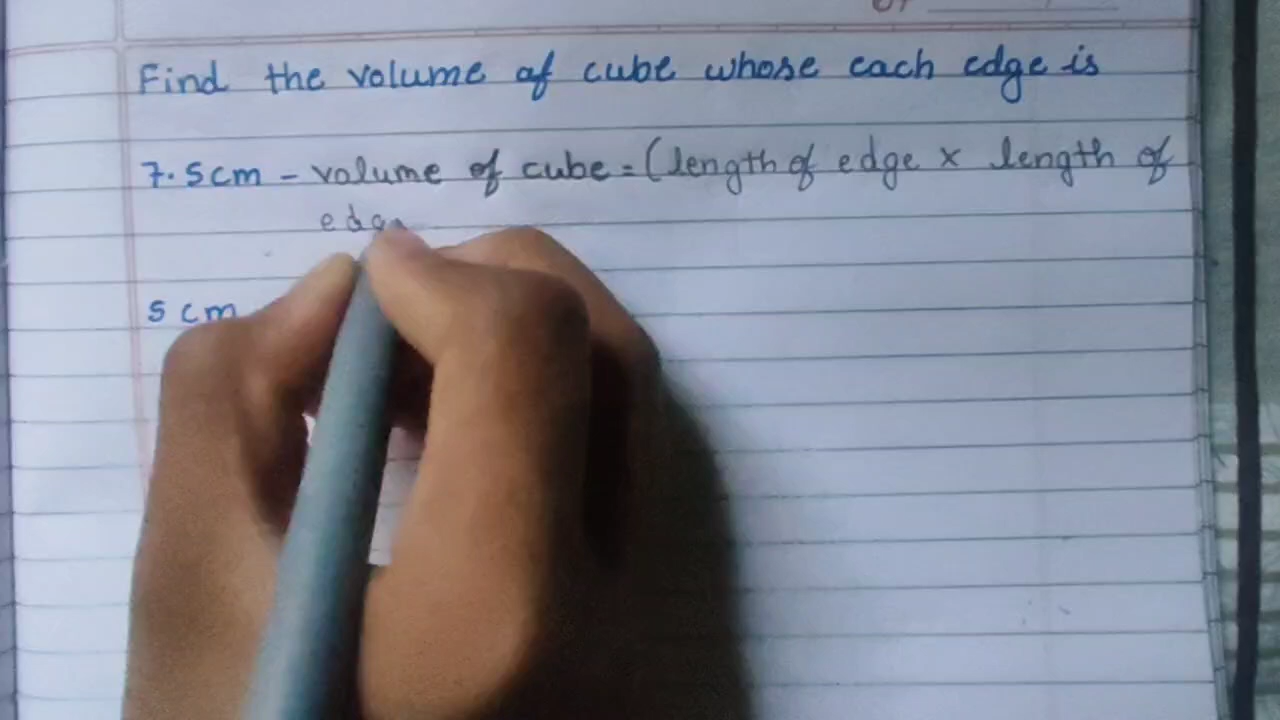 Find the volume of cube whose each edge is
7.5cm - volume of cube = (length of edge × length of
5 cm